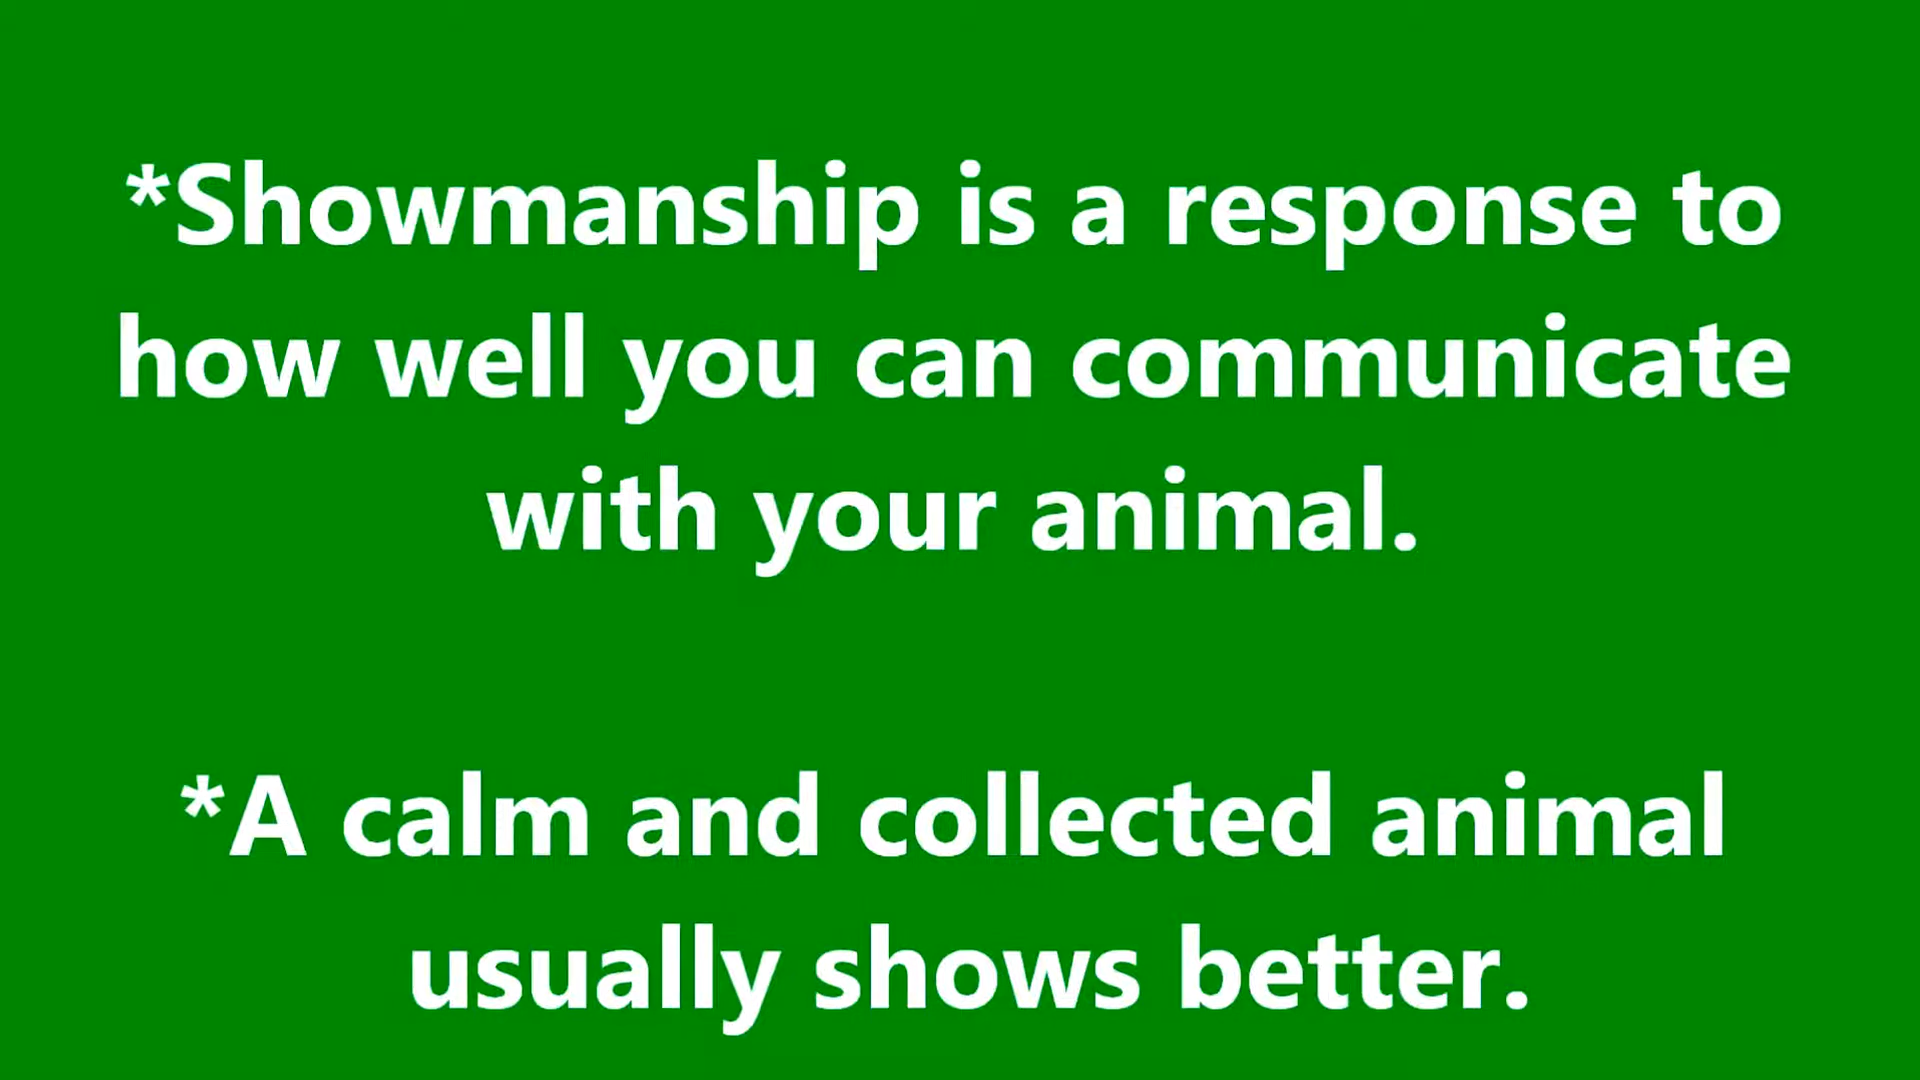 *Showmanship is a response to
how well you can communicate
with your animal.
*A calm and collected animal
usually shows better.